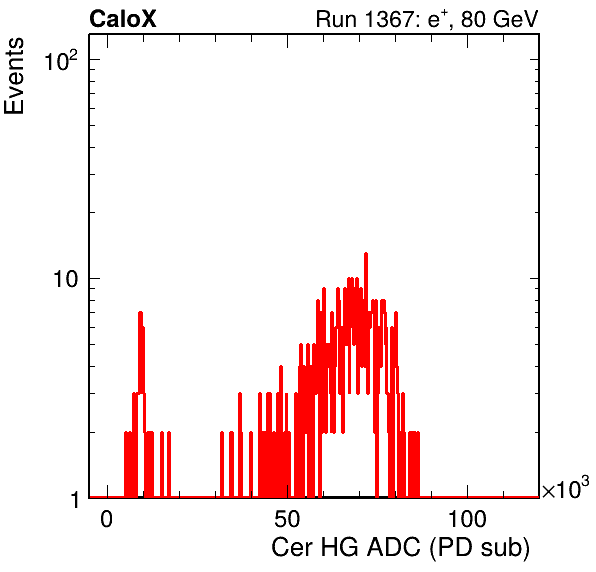 CaloX Run 1367: e⁺, 80 GeV
Events
10²
10
1
0 50 100 ×10³
Cer HG ADC (PD sub)